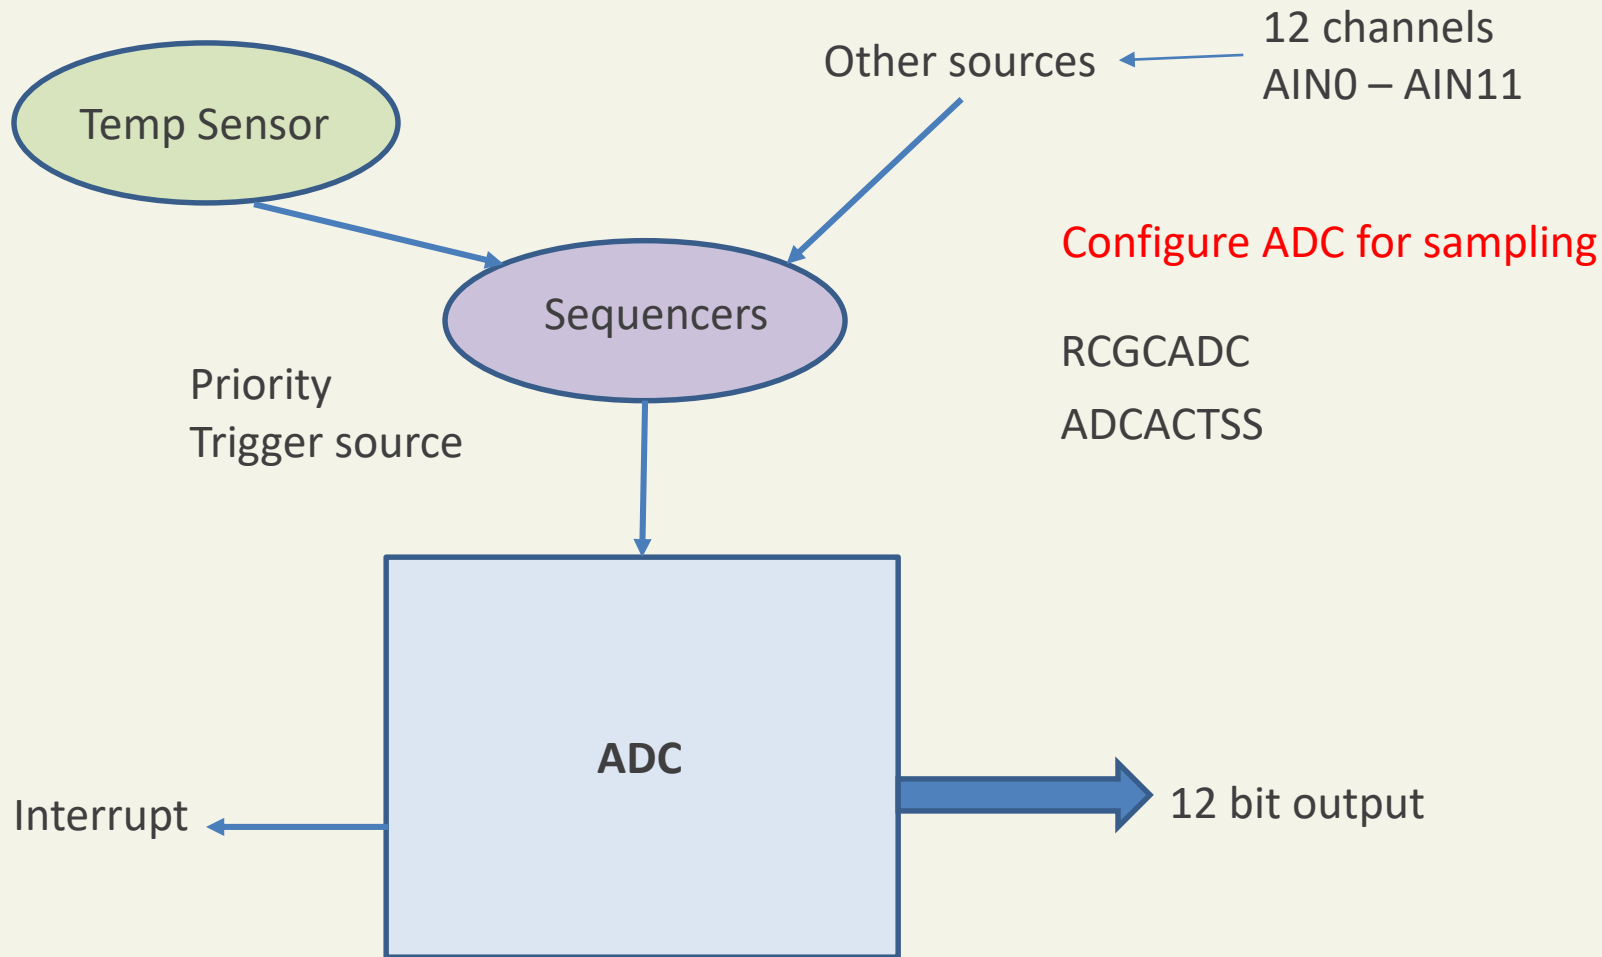 12 channels
Other sources
AIN0 – AIN11
Temp Sensor
Configure ADC for sampling
Sequencers
RCGCADC
Priority
ADCACTSS
Trigger source
ADC
Interrupt
12 bit output